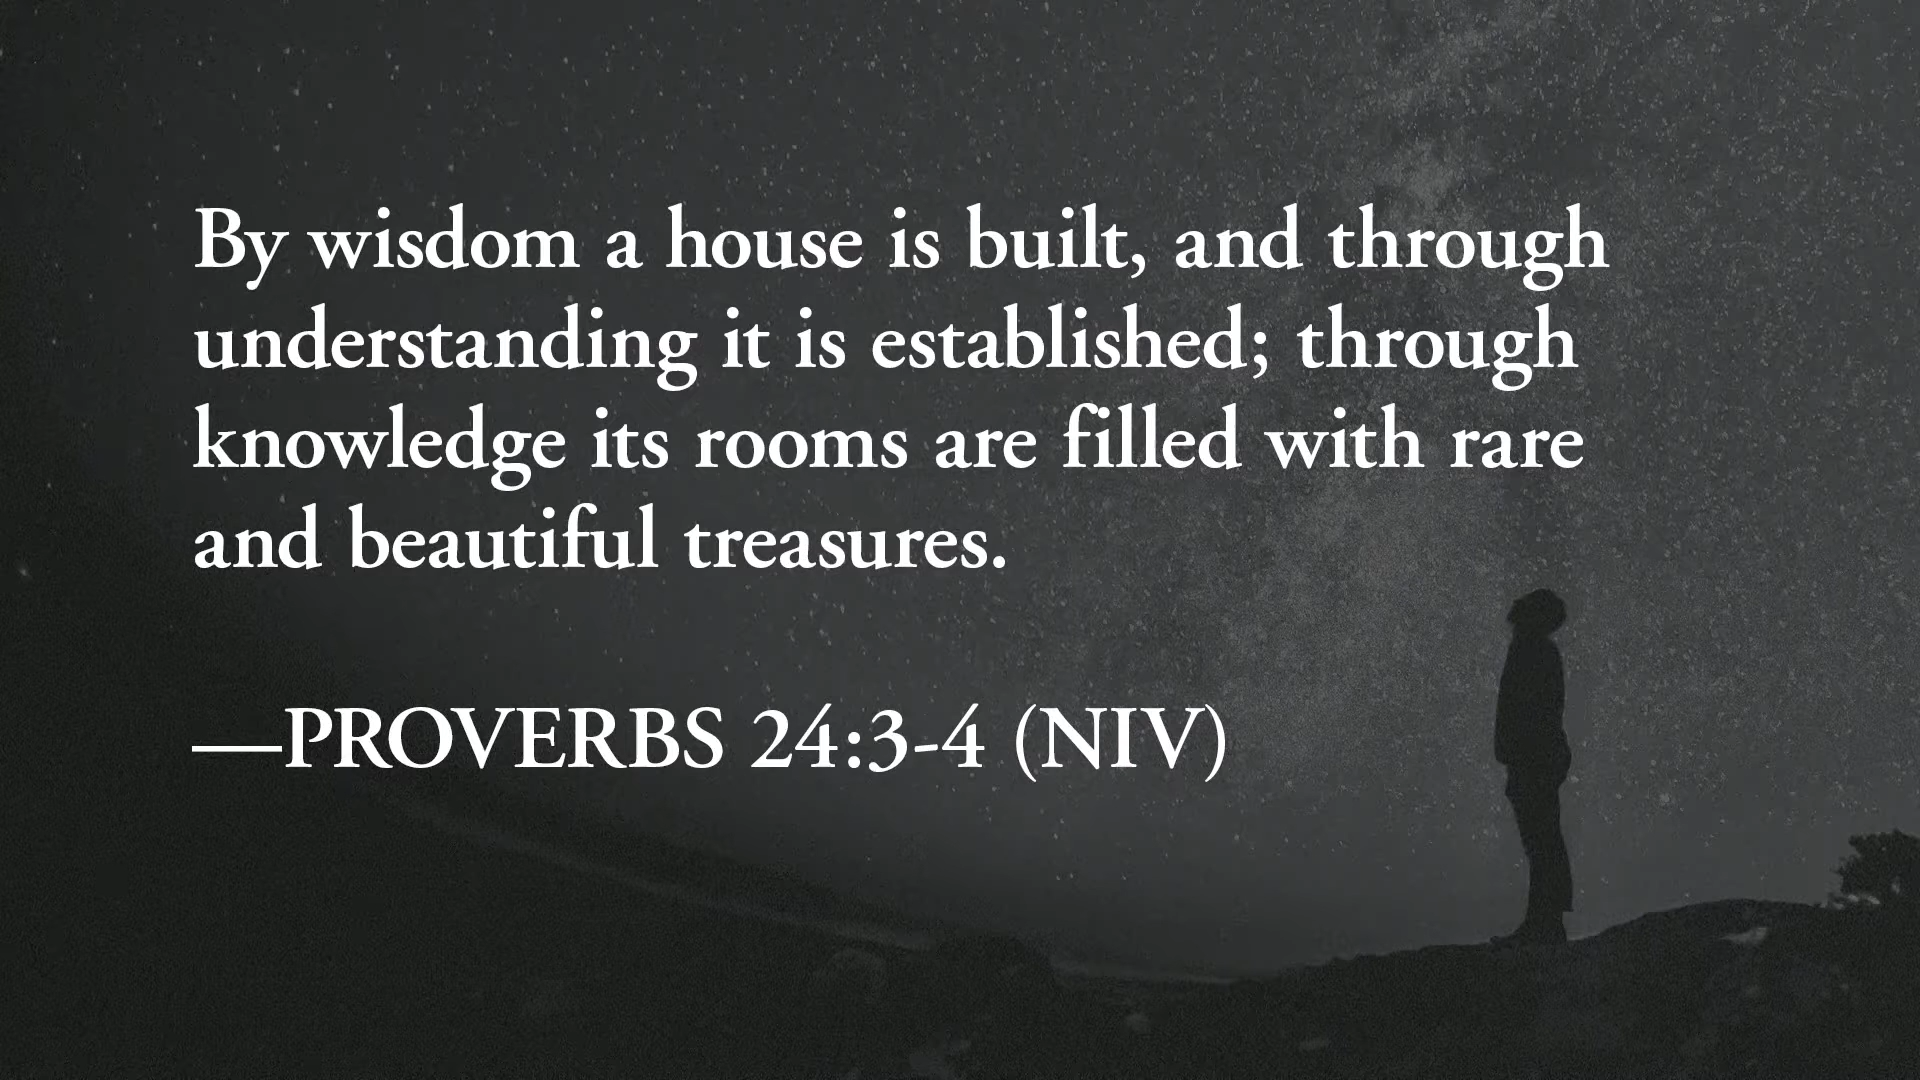 By wisdom a house is built, and through
understanding it is established; through
knowledge its rooms are filled with rare
and beautiful treasures.
—PROVERBS 24:3-4 (NIV)